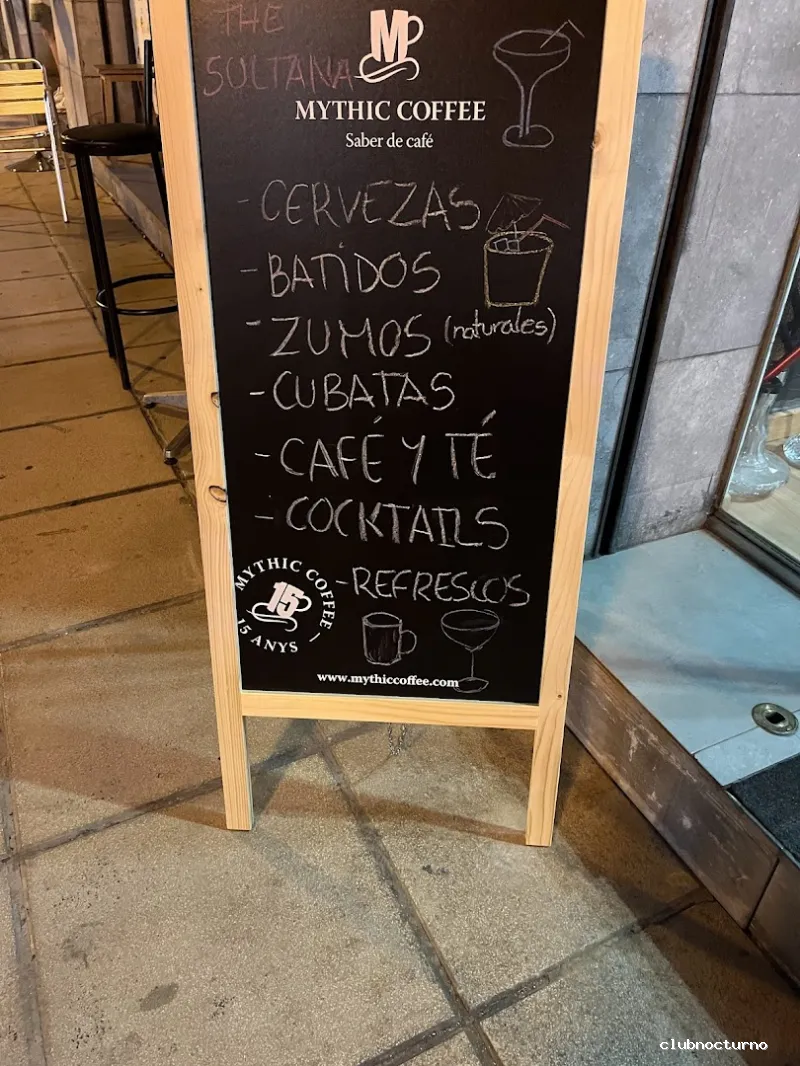 THE
SULTANA
M
MYTHIC COFFEE
Saber de café
- CERVEZAS
- BATIDOS
- ZUMOS (naturales)
- CUBATAS
- CAFÉ Y TÉ
- COCKTAILS
- REFRESCOS
MYTHIC COFFEE
15
15 ANYS
www.mythiccoffee.com
clubnocturno